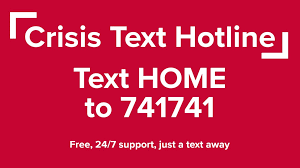 Crisis Text Hotline
Text HOME
to 741741
Free, 24/7 support, just a text away